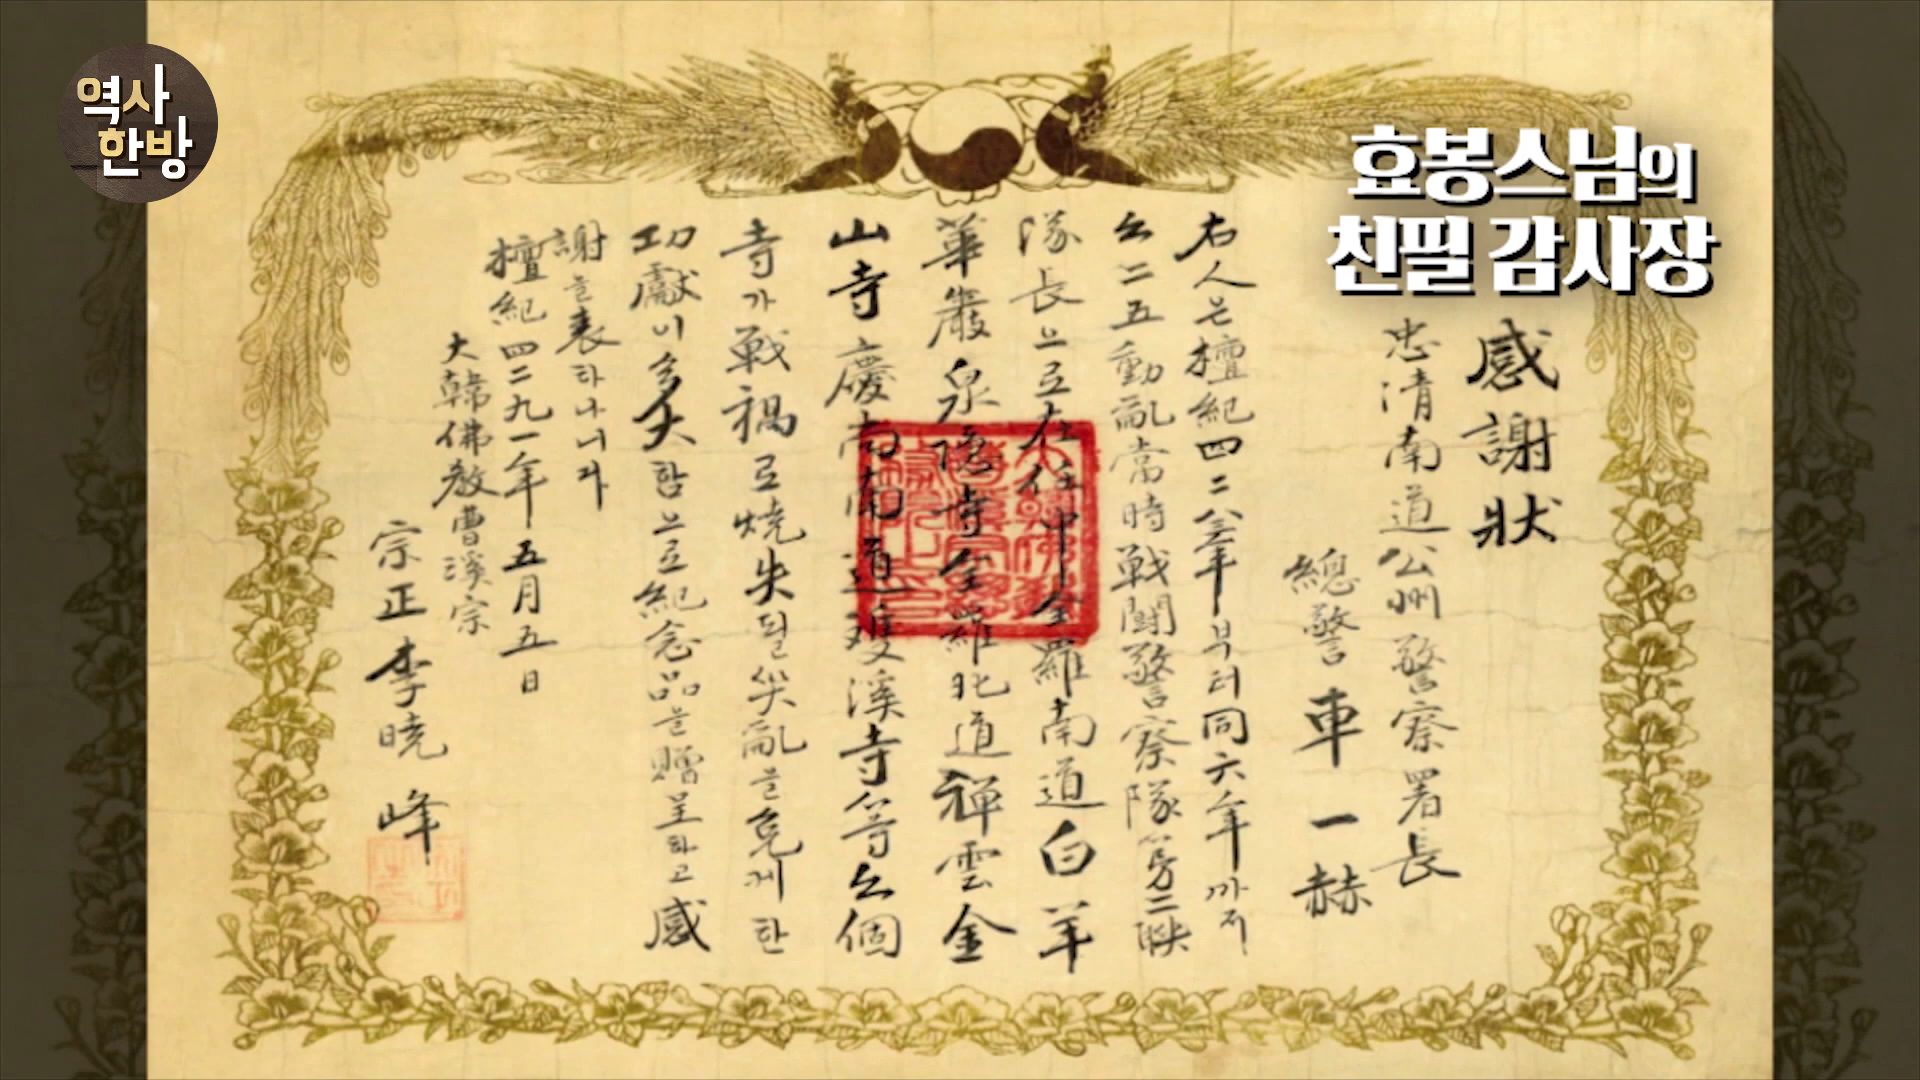 역사
한방
효봉스님의
친필 감사장
感謝狀
忠清南道公州警察署長
總警 車一赫
右人은檀紀四二八三年부터同六年까지
六二五動亂當時戰鬪警察隊第二聯
隊長으로在任中全羅南道白羊
華嚴泉隱寺全羅北道禪雲金
山寺慶尙南道雙溪寺等六個
寺가戰禍로燒失될災亂을免케한
功獻이多大함으로紀念品을贈呈하고感
謝를表하나니다
檀紀四二九一年五月五日
大韓佛敎曹溪宗
宗正李曉峰